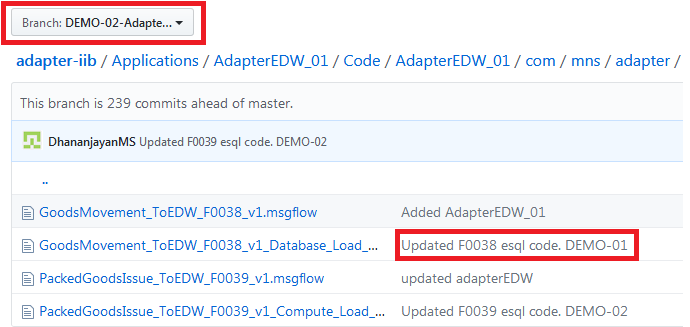 Branch: DEMO-02-Adapte...
adapter-iib / Applications / AdapterEDW_01 / Code / AdapterEDW_01 / com / mns / adapter /
This branch is 239 commits ahead of master.
DhananjayanMS Updated F0039 esql code. DEMO-02
..
GoodsMovement_ToEDW_F0038_v1.msgflow Added AdapterEDW_01
GoodsMovement_ToEDW_F0038_v1_Database_Load_... Updated F0038 esql code. DEMO-01
PackedGoodsIssue_ToEDW_F0039_v1.msgflow updated adapterEDW
PackedGoodsIssue_ToEDW_F0039_v1_Compute_Load_... Updated F0039 esql code. DEMO-02